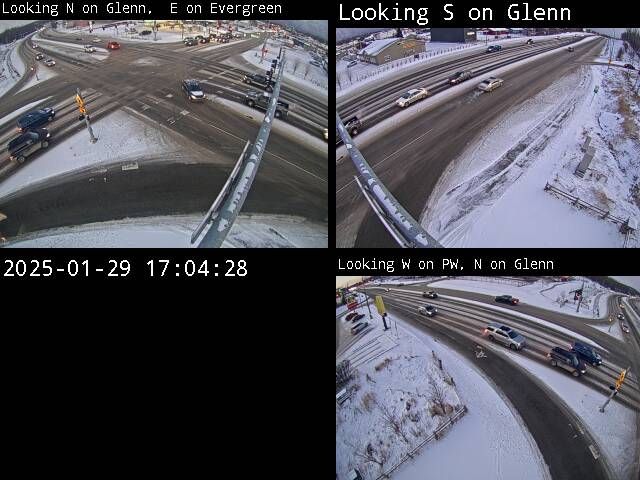 Looking N on Glenn,  E on Evergreen
Looking S on Glenn
2025-01-29 17:04:28
Looking W on PW, N on Glenn